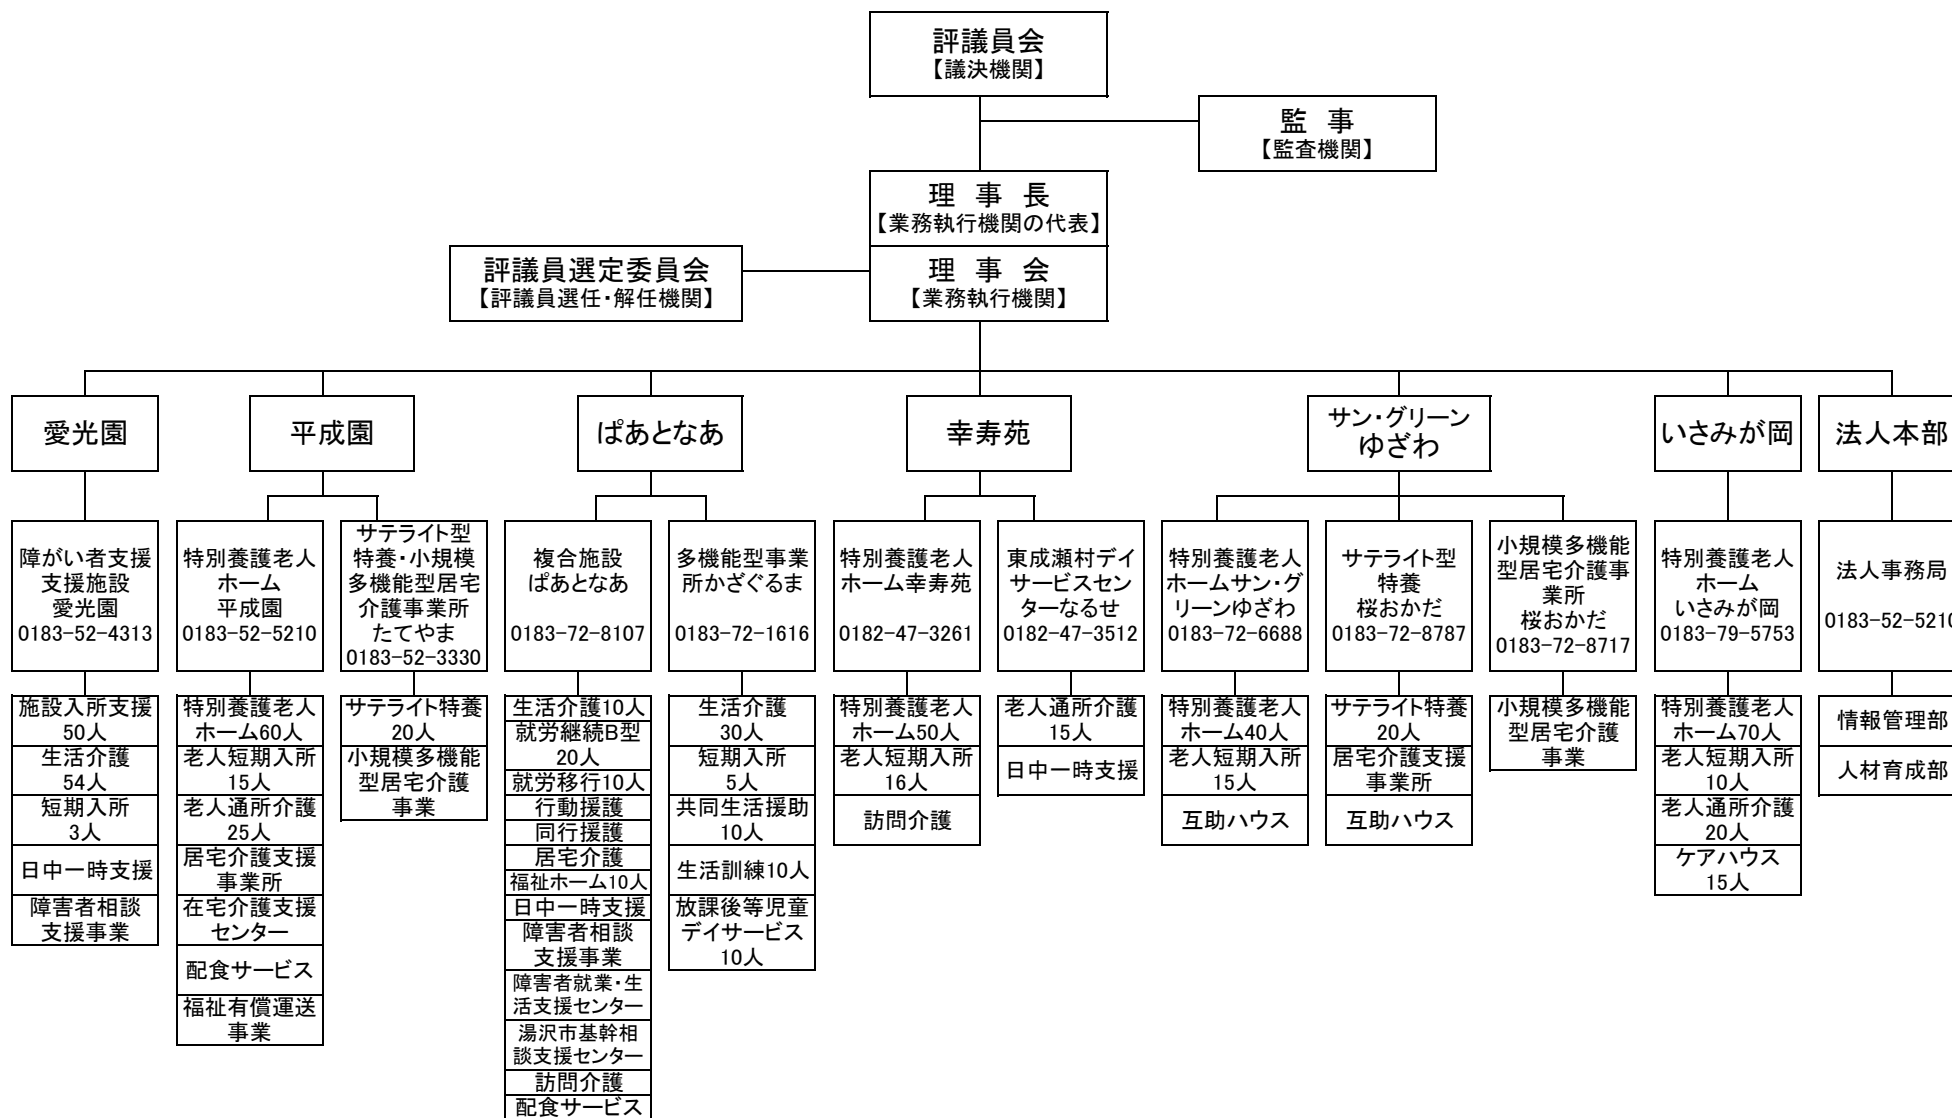 評議員会
【議決機関】
監　事
【監査機関】
理　事　長
【業務執行機関の代表】
評議員選定委員会
【評議員選任・解任機関】
理　事　会
【業務執行機関】
愛光園
平成園
ぱあとなあ
幸寿苑
サン・グリーン
ゆざわ
いさみが岡
法人本部
障がい者支援
支援施設
愛光園
0183-52-4313
特別養護老人
ホーム
平成園
0183-52-5210
サテライト型
特養・小規模
多機能型居宅
介護事業所
たてやま
0183-52-3330
複合施設
ぱあとなあ
0183-72-8107
多機能型事業
所かざぐるま
0183-72-1616
特別養護老人
ホーム幸寿苑
0182-47-3261
東成瀬村デイ
サービスセン
ターなるせ
0182-47-3512
特別養護老人
ホームサン・グ
リーンゆざわ
0183-72-6688
サテライト型
特養
桜おかだ
0183-72-8787
小規模多機能
型居宅介護事
業所
桜おかだ
0183-72-8717
特別養護老人
ホーム
いさみが岡
0183-79-5753
法人事務局
0183-52-5210
施設入所支援
50人
生活介護
54人
短期入所
3人
日中一時支援
障害者相談
支援事業
特別養護老人
ホーム60人
老人短期入所
15人
老人通所介護
25人
居宅介護支援
事業所
在宅介護支援
センター
配食サービス
福祉有償運送
事業
サテライト特養
20人
小規模多機能
型居宅介護
事業
生活介護10人
就労継続B型
20人
就労移行10人
行動援護
同行援護
居宅介護
福祉ホーム10人
日中一時支援
障害者相談
支援事業
障害者就業・生
活支援センター
湯沢市基幹相
談支援センター
訪問介護
配食サービス
生活介護
30人
短期入所
5人
共同生活援助
10人
生活訓練10人
放課後等児童
デイサービス
10人
特別養護老人
ホーム50人
老人短期入所
16人
訪問介護
老人通所介護
15人
日中一時支援
特別養護老人
ホーム40人
老人短期入所
15人
互助ハウス
サテライト特養
20人
居宅介護支援
事業所
互助ハウス
小規模多機能
型居宅介護
事業
特別養護老人
ホーム70人
老人短期入所
10人
老人通所介護
20人
ケアハウス
15人
情報管理部
人材育成部